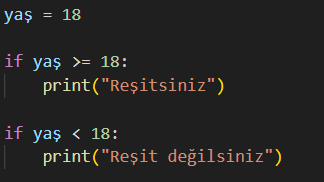 yaş = 18
if yaş >= 18:
    print("Reşitsiniz")
if yaş < 18:
    print("Reşit değilsiniz")